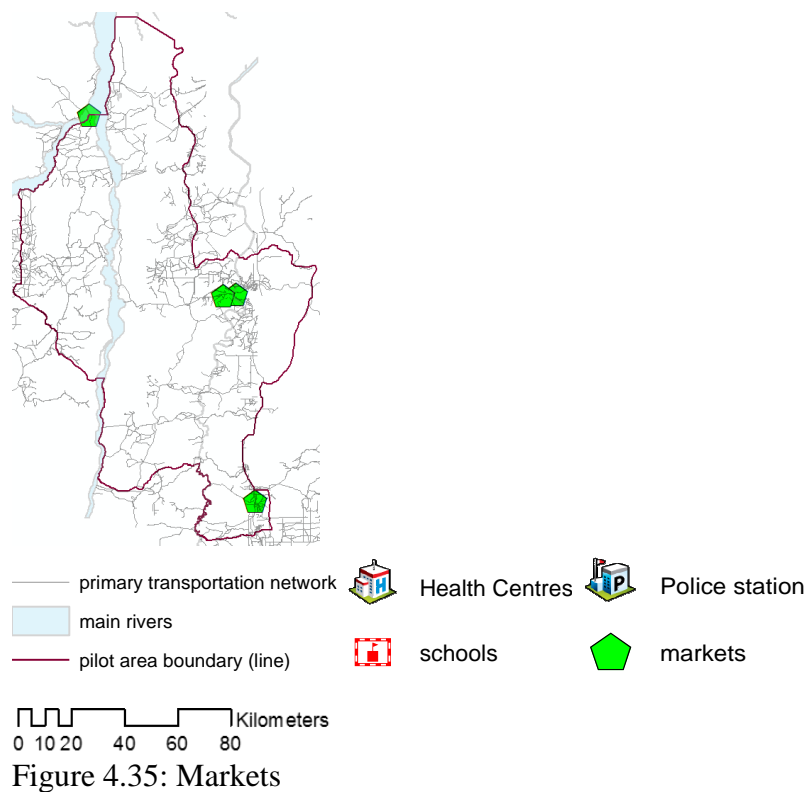 primary transportation network
main rivers
pilot area boundary (line)
H Health Centres
P Police station
schools
markets
Kilometers
0 10 20 40 60 80
Figure 4.35: Markets